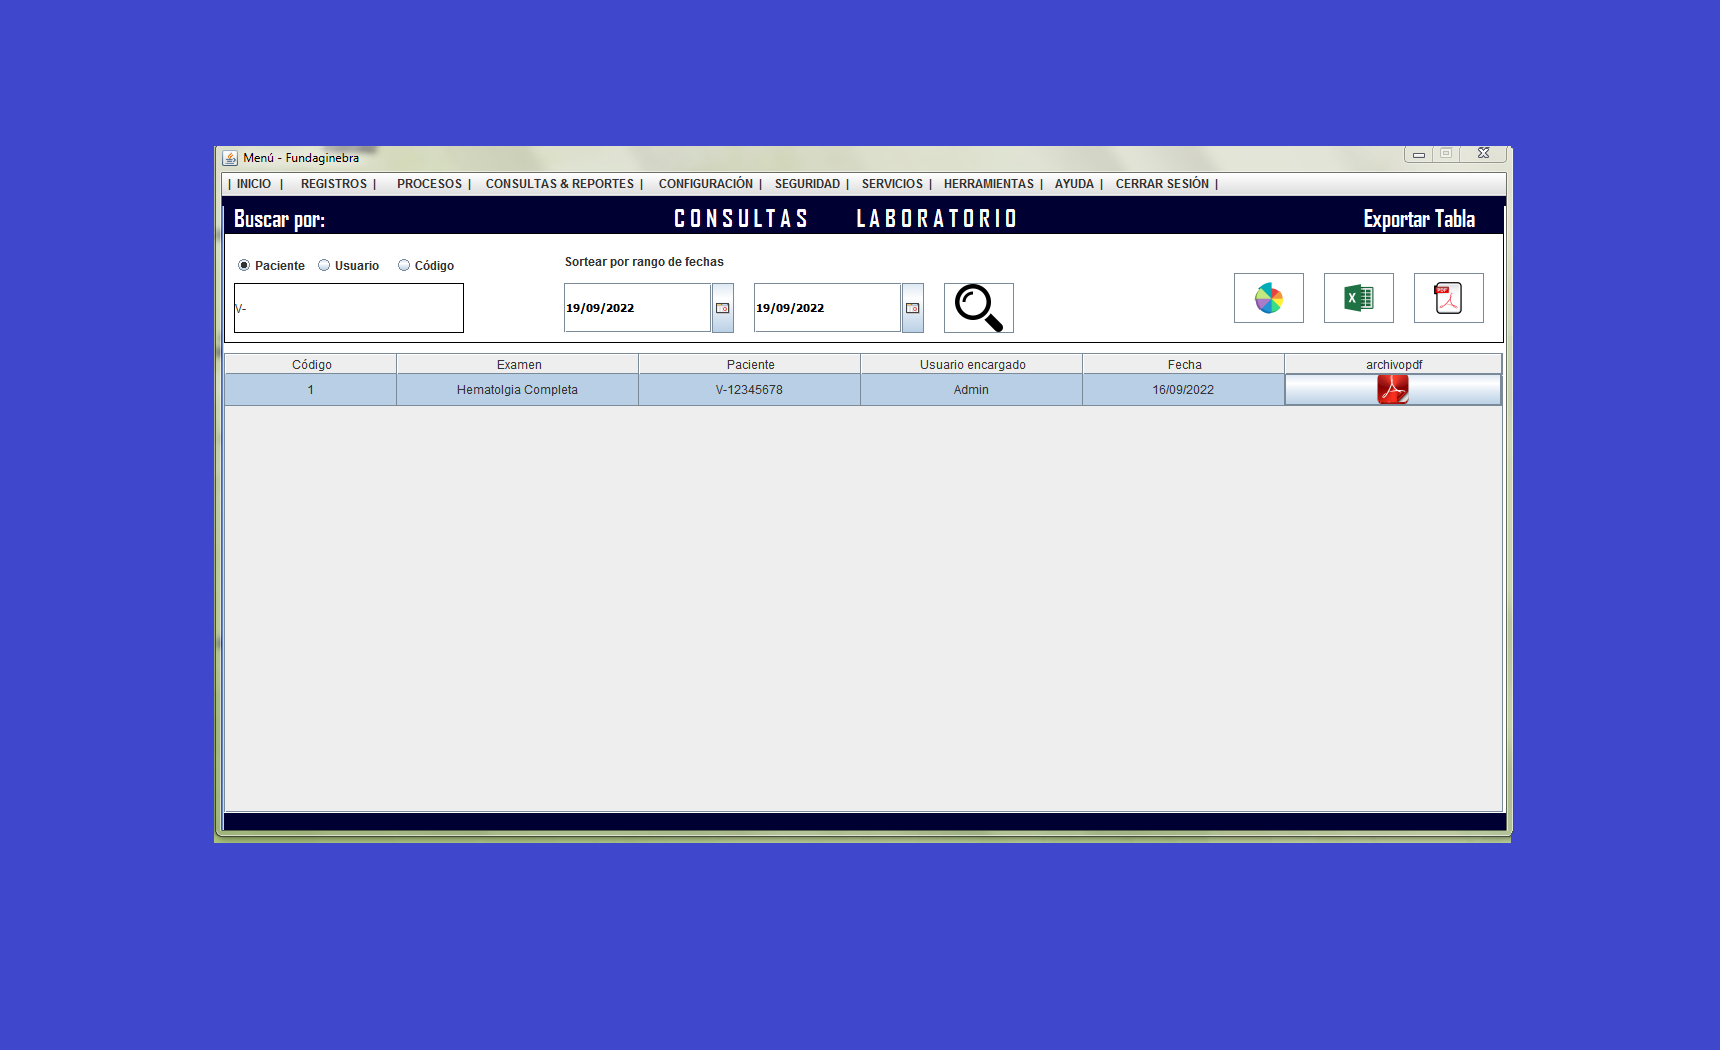 Menú - Fundaginebra
| INICIO | REGISTROS | PROCESOS | CONSULTAS & REPORTES | CONFIGURACIÓN | SEGURIDAD | SERVICIOS | HERRAMIENTAS | AYUDA | CERRAR SESIÓN |
Buscar por: CONSULTAS LABORATORIO Exportar Tabla
Paciente Usuario Código
Sortear por rango de fechas
V-
19/09/2022 19/09/2022
PDF
Código Examen Paciente Usuario encargado Fecha archivopdf
1 Hematolgia Completa V-12345678 Admin 16/09/2022